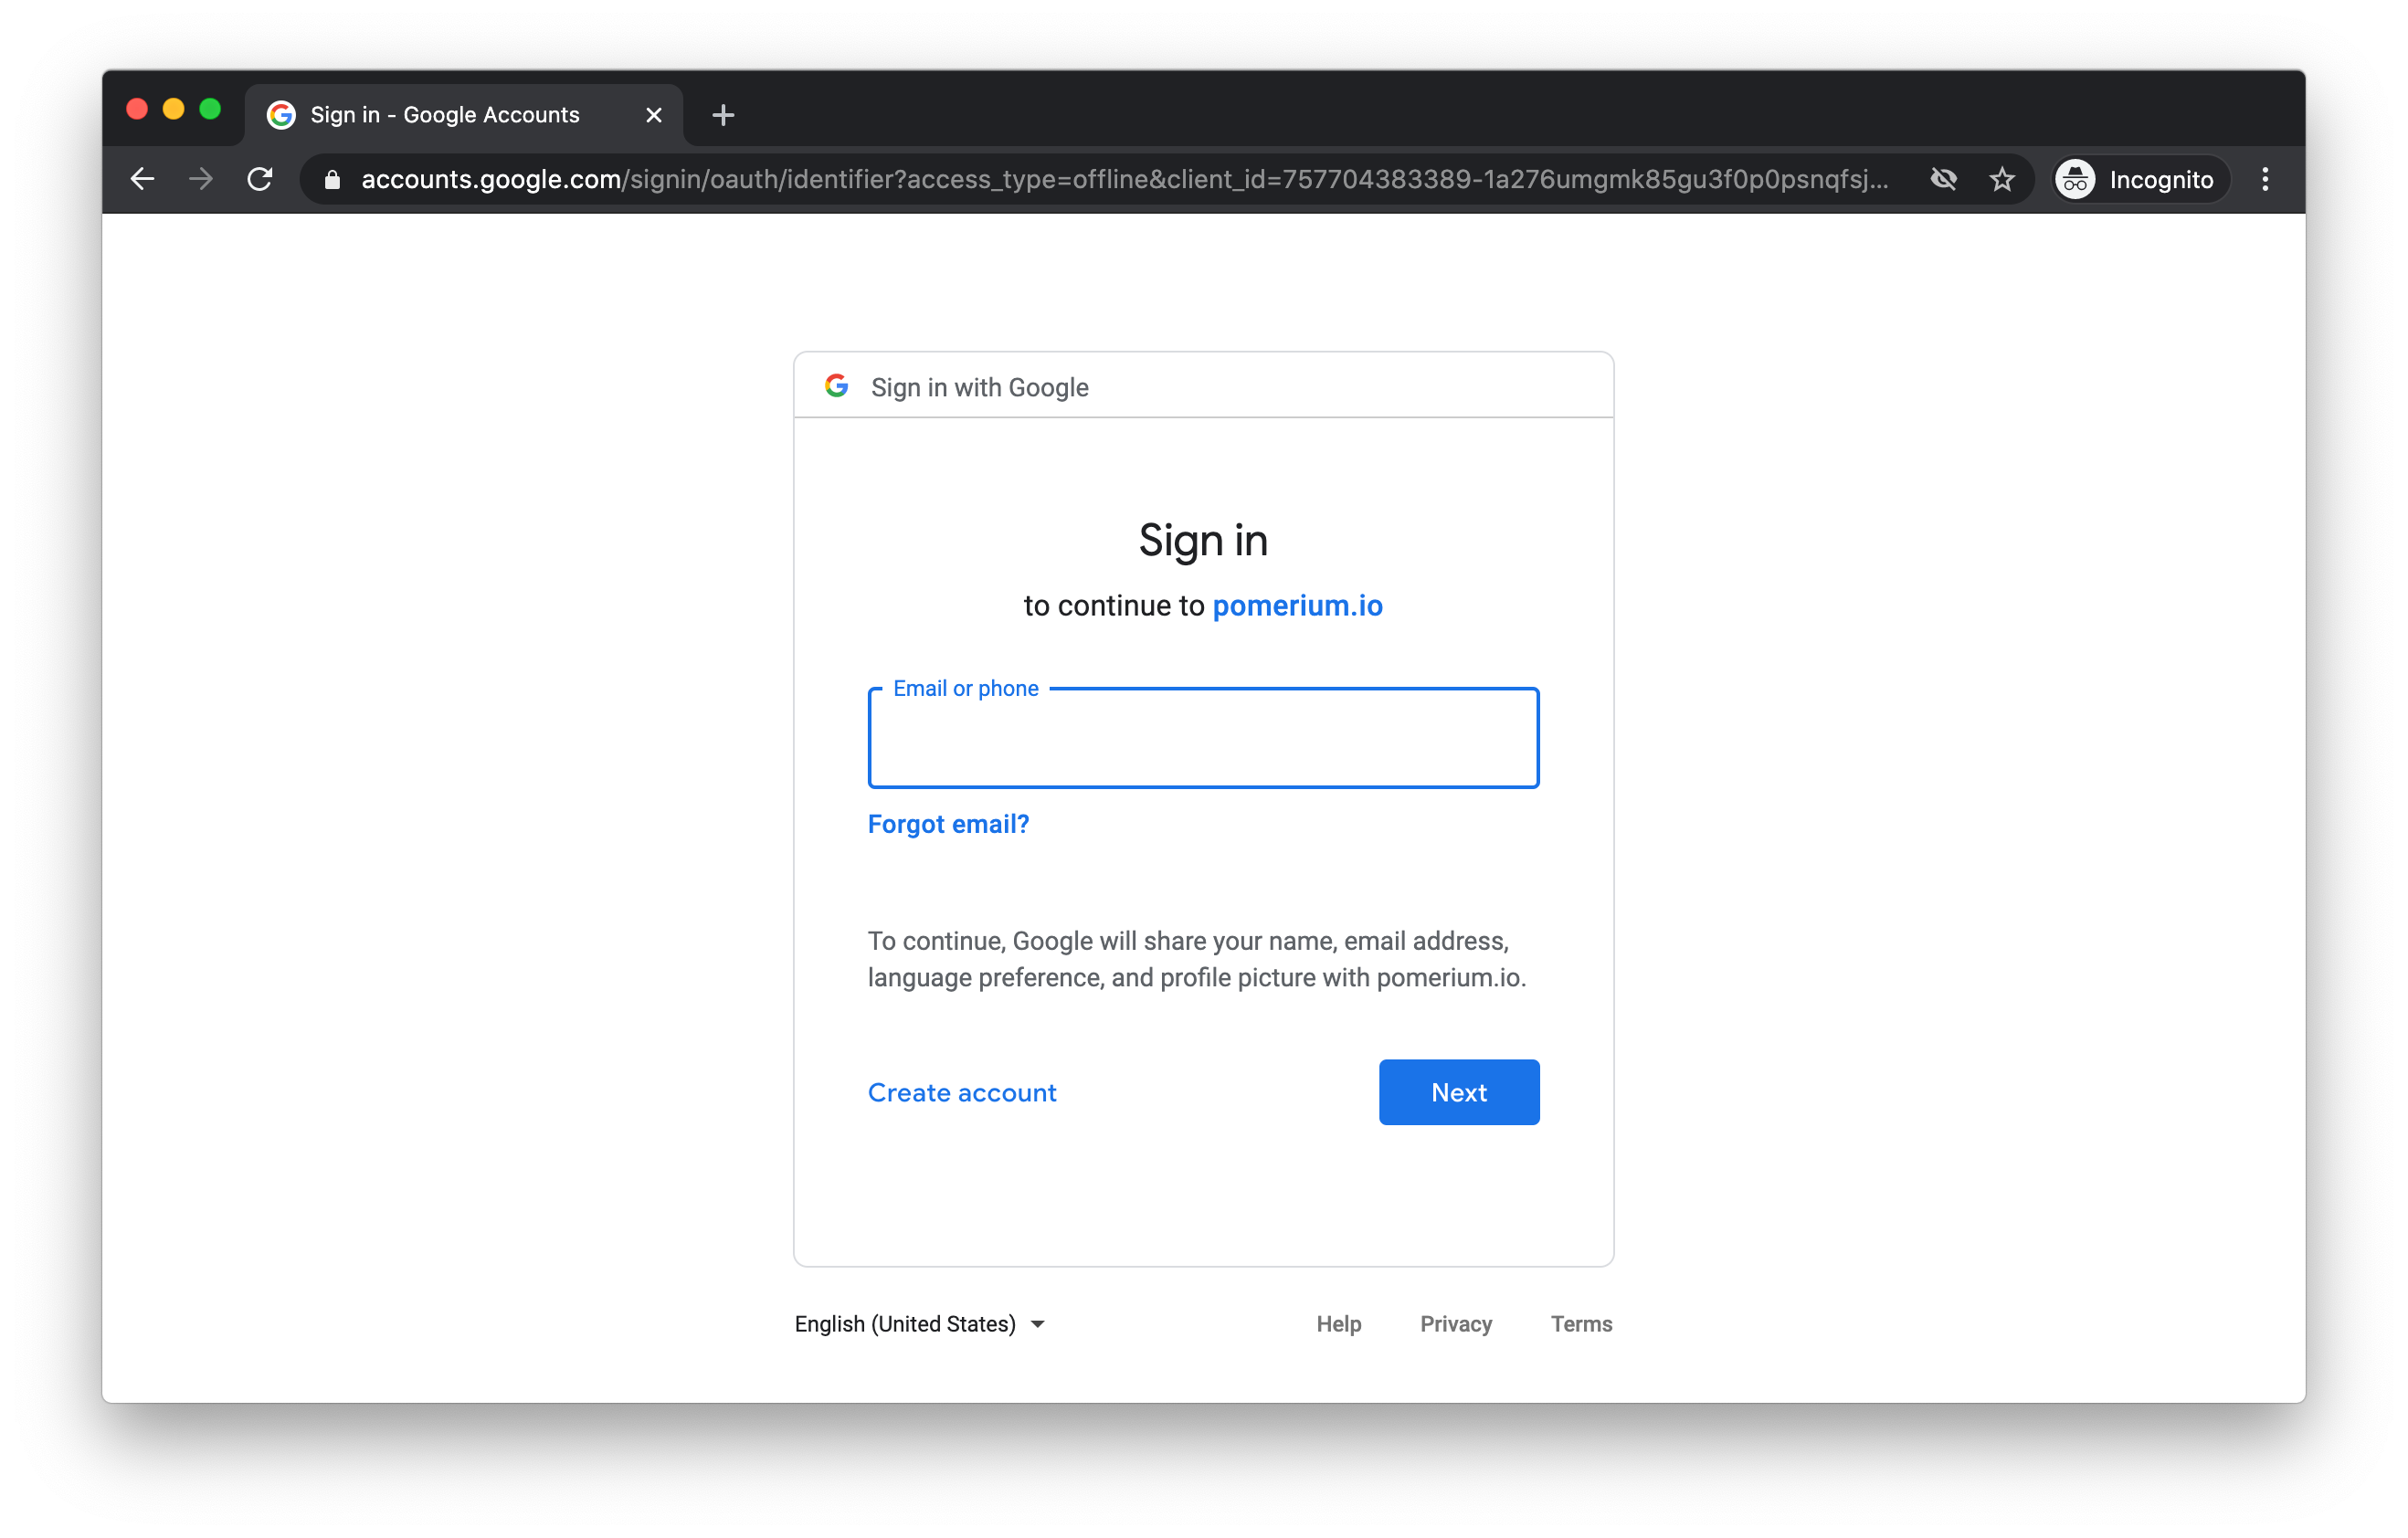 Sign in - Google Accounts
accounts.google.com/signin/oauth/identifier?access_type=offline&client_id=757704383389-1a276umgmk85gu3f0p0psnqfsj...
Incognito
Sign in with Google
Sign in
to continue to pomerium.io
Email or phone
Forgot email?
To continue, Google will share your name, email address,
language preference, and profile picture with pomerium.io.
Create account
Next
English (United States)
Help Privacy Terms